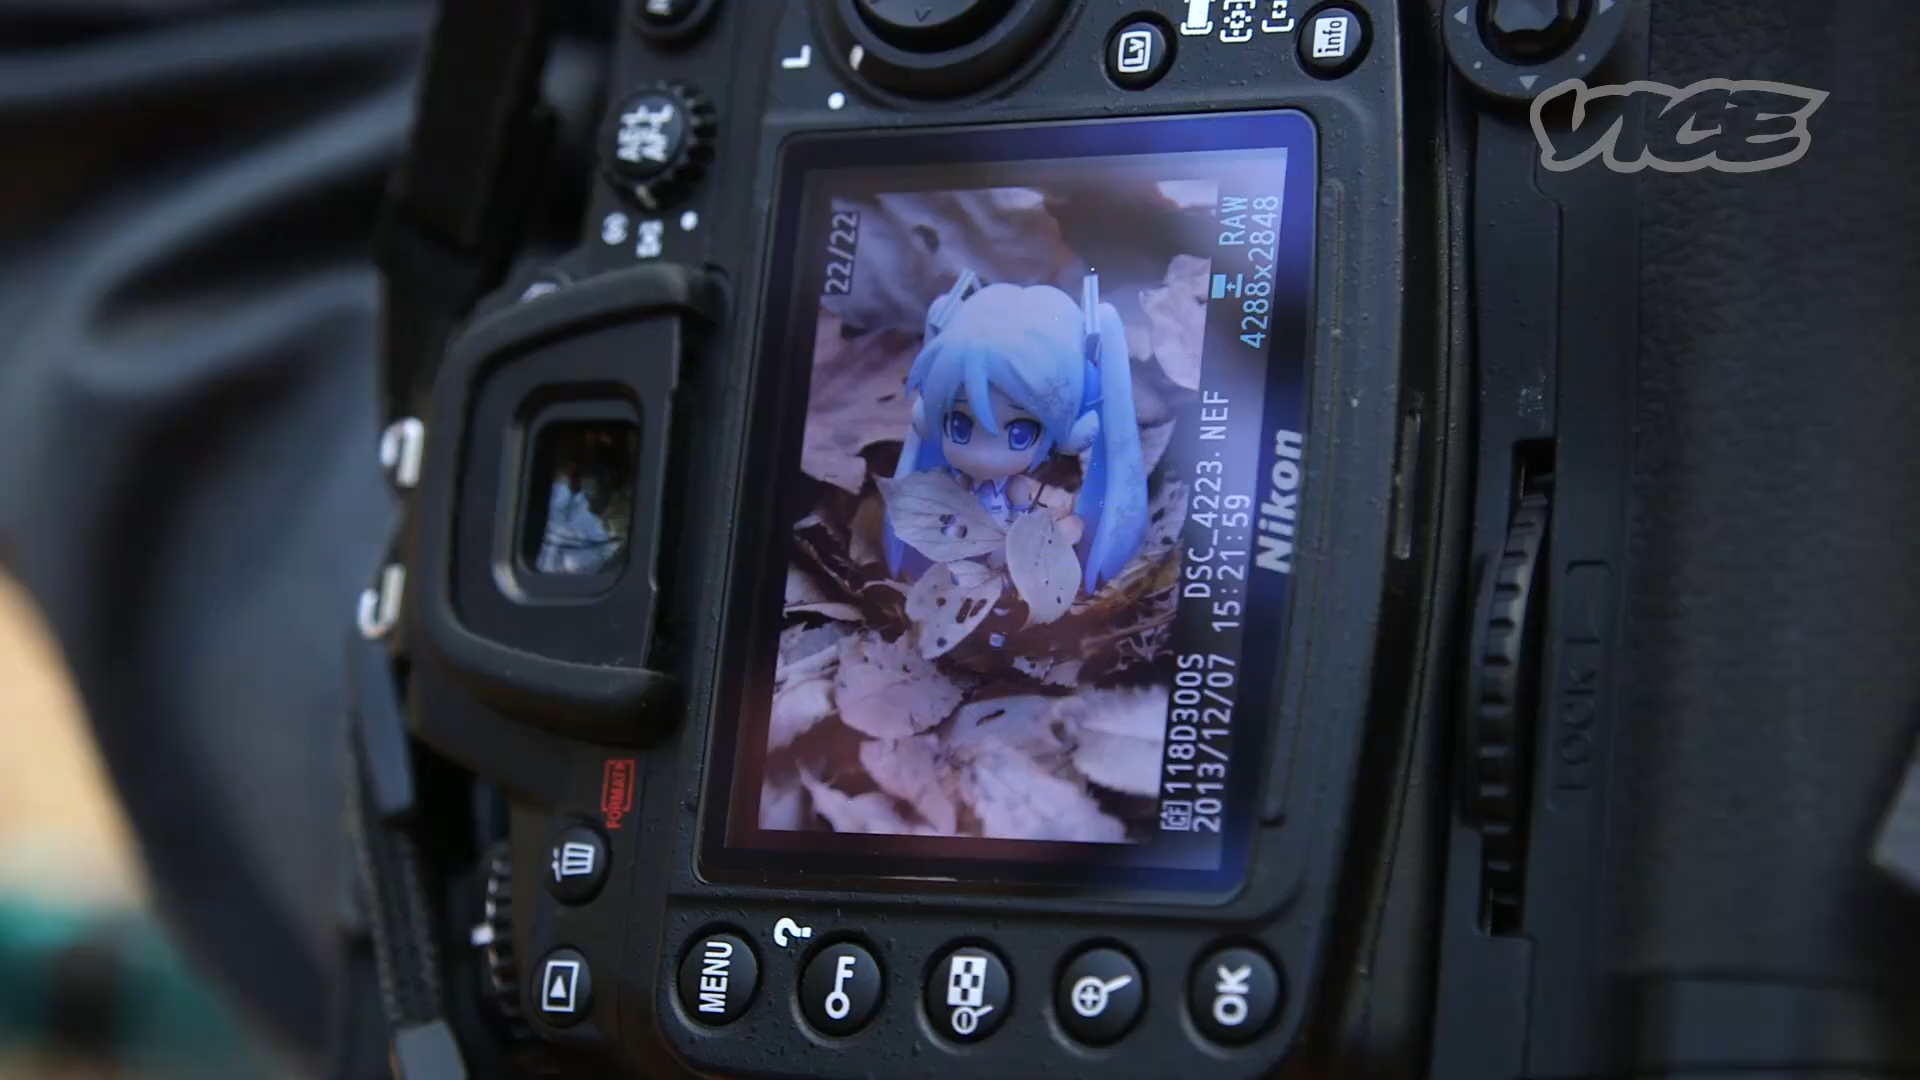 VICE
L
Lv
info
AF-L
22/22
RAW
4288x2848
CF 118D300S DSC_4223.NEF
2013/12/07 15:21:59
Nikon
FORMAT
MENU
?
OK
LOCK L